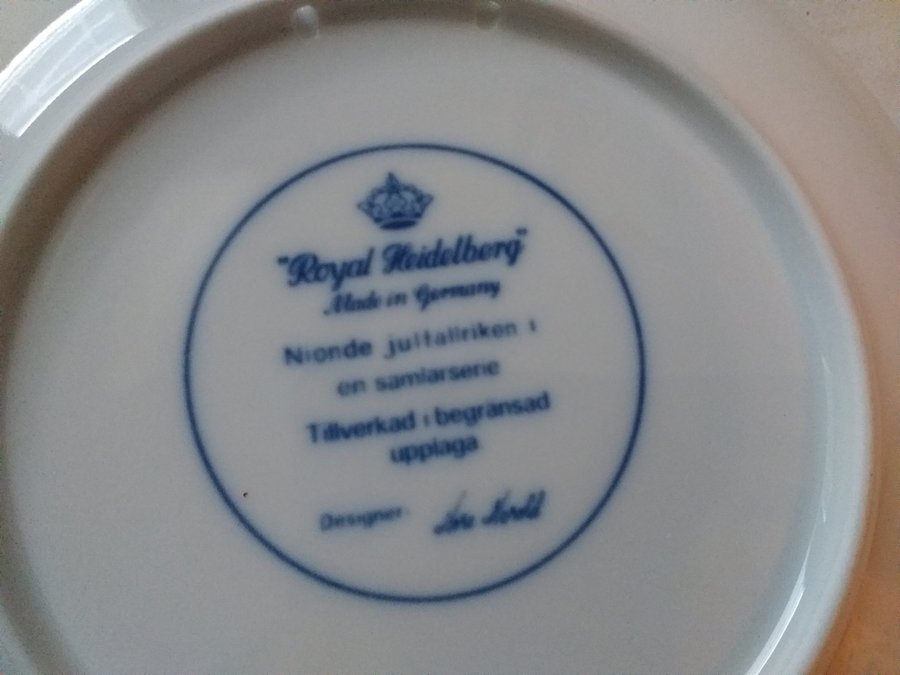 "Royal Heidelberg"
Made in Germany
Nionde jultallriken i
en samlarserie
Tillverkad i begränsad
upplaga
Designer: